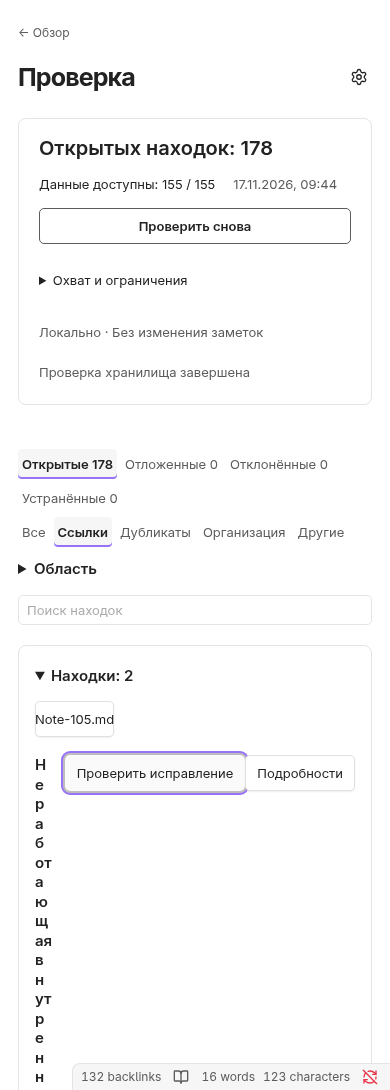 ← Обзор
Проверка
Открытых находок: 178
Данные доступны: 155 / 155 17.11.2026, 09:44
Проверить снова
Охват и ограничения
Локально · Без изменения заметок
Проверка хранилища завершена
Открытые 178 Отложенные 0 Отклонённые 0
Устранённые 0
Все Ссылки Дубликаты Организация Другие
Область
Поиск находок
Находки: 2
Note-105.md
Проверить исправление Подробности
Н
е
р
а
б
от
а
ю
щ
ая
в
н
ут
р
е
н
н
132 backlinks 16 words 123 characters